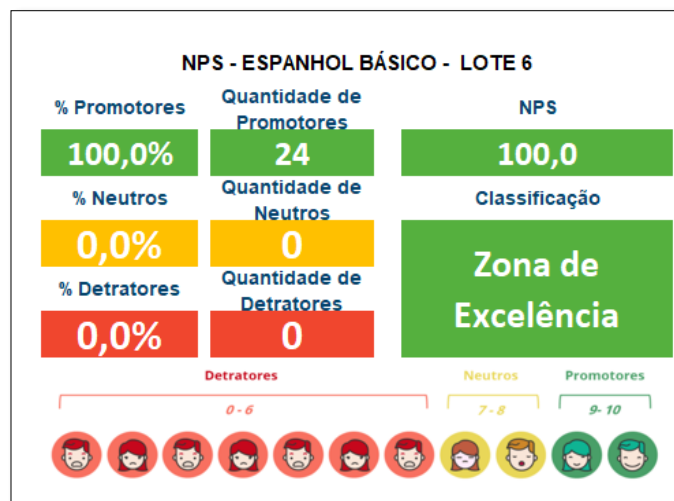 NPS - ESPANHOL BÁSICO - LOTE 6
% Promotores
Quantidade de
Promotores
NPS
100,0%
24
100,0
% Neutros
Quantidade de
Neutros
Classificação
0,0%
0
Zona de
Excelência
% Detratores
Quantidade de
Detratores
0,0%
0
Detratores
Neutros
Promotores
0 - 6
7 - 8
9- 10